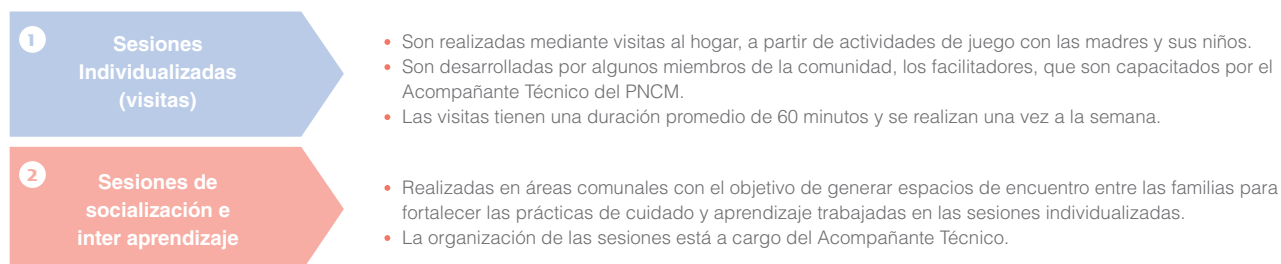 1
Sesiones
Individualizadas
(visitas)
• Son realizadas mediante visitas al hogar, a partir de actividades de juego con las madres y sus niños.
• Son desarrolladas por algunos miembros de la comunidad, los facilitadores, que son capacitados por el
Acompañante Técnico del PNCM.
• Las visitas tienen una duración promedio de 60 minutos y se realizan una vez a la semana.
2
Sesiones de
socialización e
inter aprendizaje
• Realizadas en áreas comunales con el objetivo de generar espacios de encuentro entre las familias para
fortalecer las prácticas de cuidado y aprendizaje trabajadas en las sesiones individualizadas.
• La organización de las sesiones está a cargo del Acompañante Técnico.